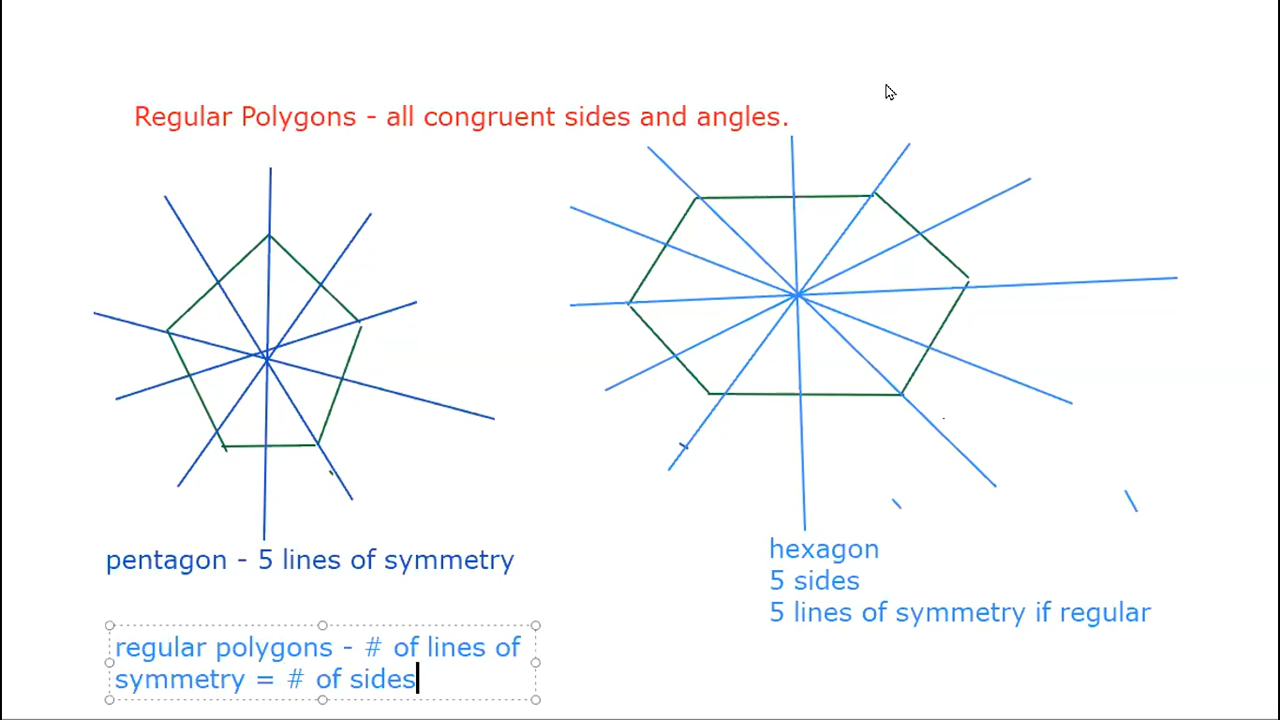 Regular Polygons - all congruent sides and angles.
pentagon - 5 lines of symmetry
hexagon
5 sides
5 lines of symmetry if regular
regular polygons - # of lines of
symmetry = # of sides